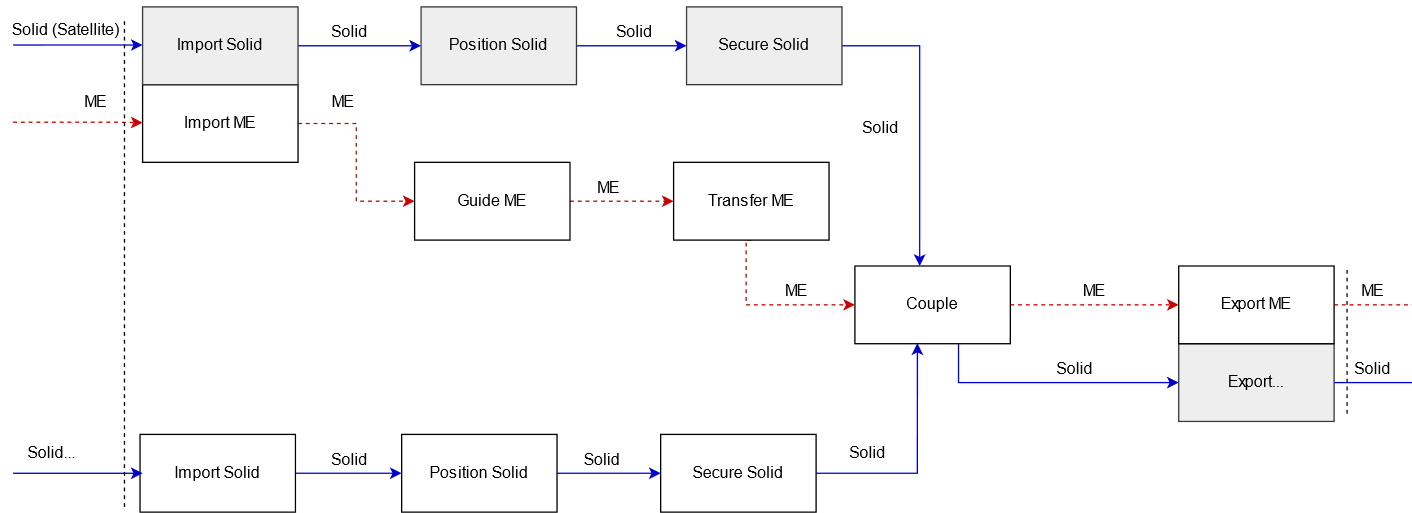 Solid (Satellite)
Import Solid
Solid
Position Solid
Solid
Secure Solid
Solid
ME
Import ME
ME
Guide ME
ME
Transfer ME
ME
Couple
ME
Export ME
ME
Solid
Export...
Solid
Solid...
Import Solid
Solid
Position Solid
Solid
Secure Solid
Solid